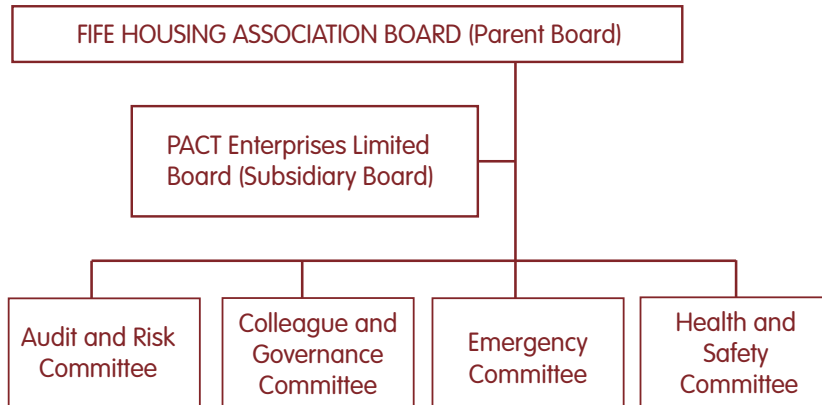 FIFE HOUSING ASSOCIATION BOARD (Parent Board)
PACT Enterprises Limited
Board (Subsidiary Board)
Audit and Risk
Committee
Colleague and
Governance
Committee
Emergency
Committee
Health and
Safety
Committee